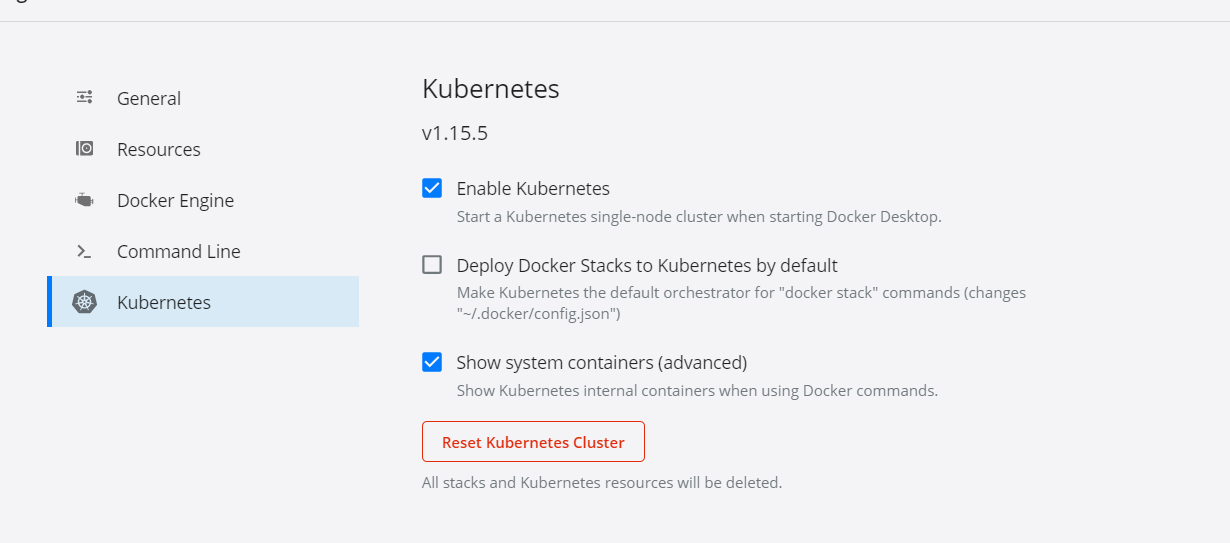 General
Resources
Docker Engine
Command Line
Kubernetes
Kubernetes
v1.15.5
Enable Kubernetes
Start a Kubernetes single-node cluster when starting Docker Desktop.
Deploy Docker Stacks to Kubernetes by default
Make Kubernetes the default orchestrator for "docker stack" commands (changes
"~/.docker/config.json")
Show system containers (advanced)
Show Kubernetes internal containers when using Docker commands.
Reset Kubernetes Cluster
All stacks and Kubernetes resources will be deleted.